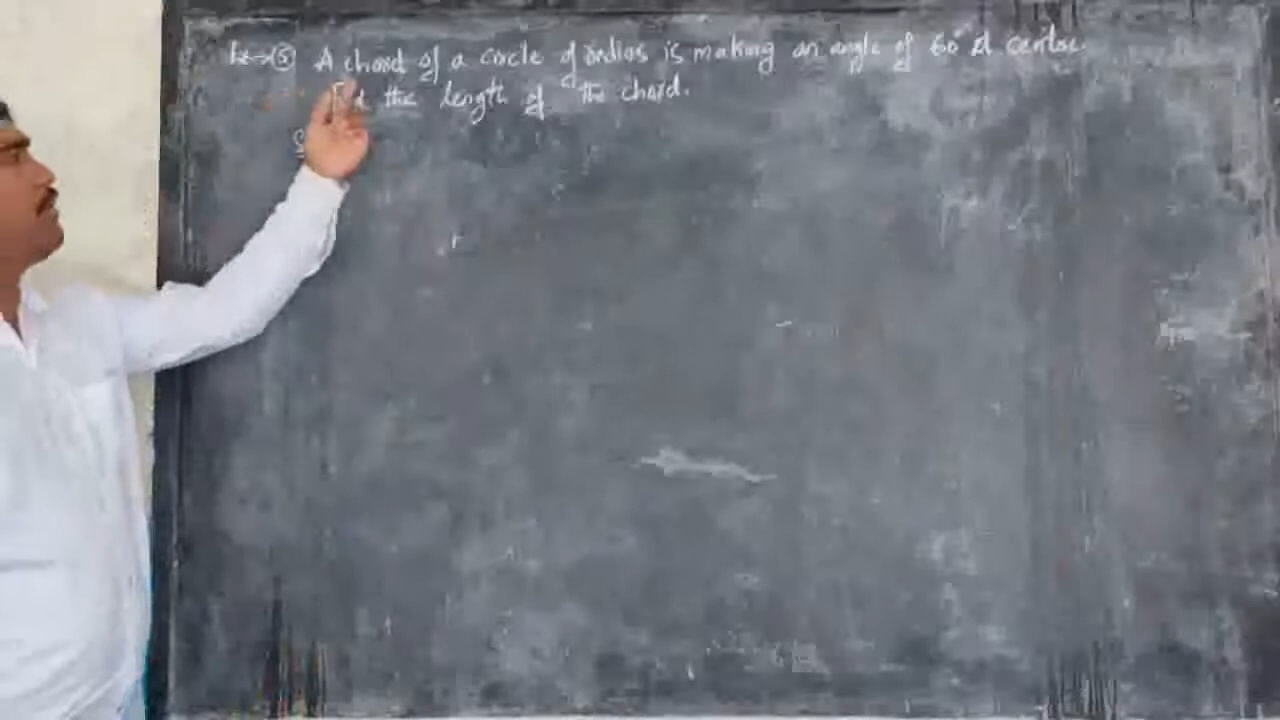 Ex→(5) A chord of a circle of radius is making an angle of 60° at center.
the length of the chord.
S